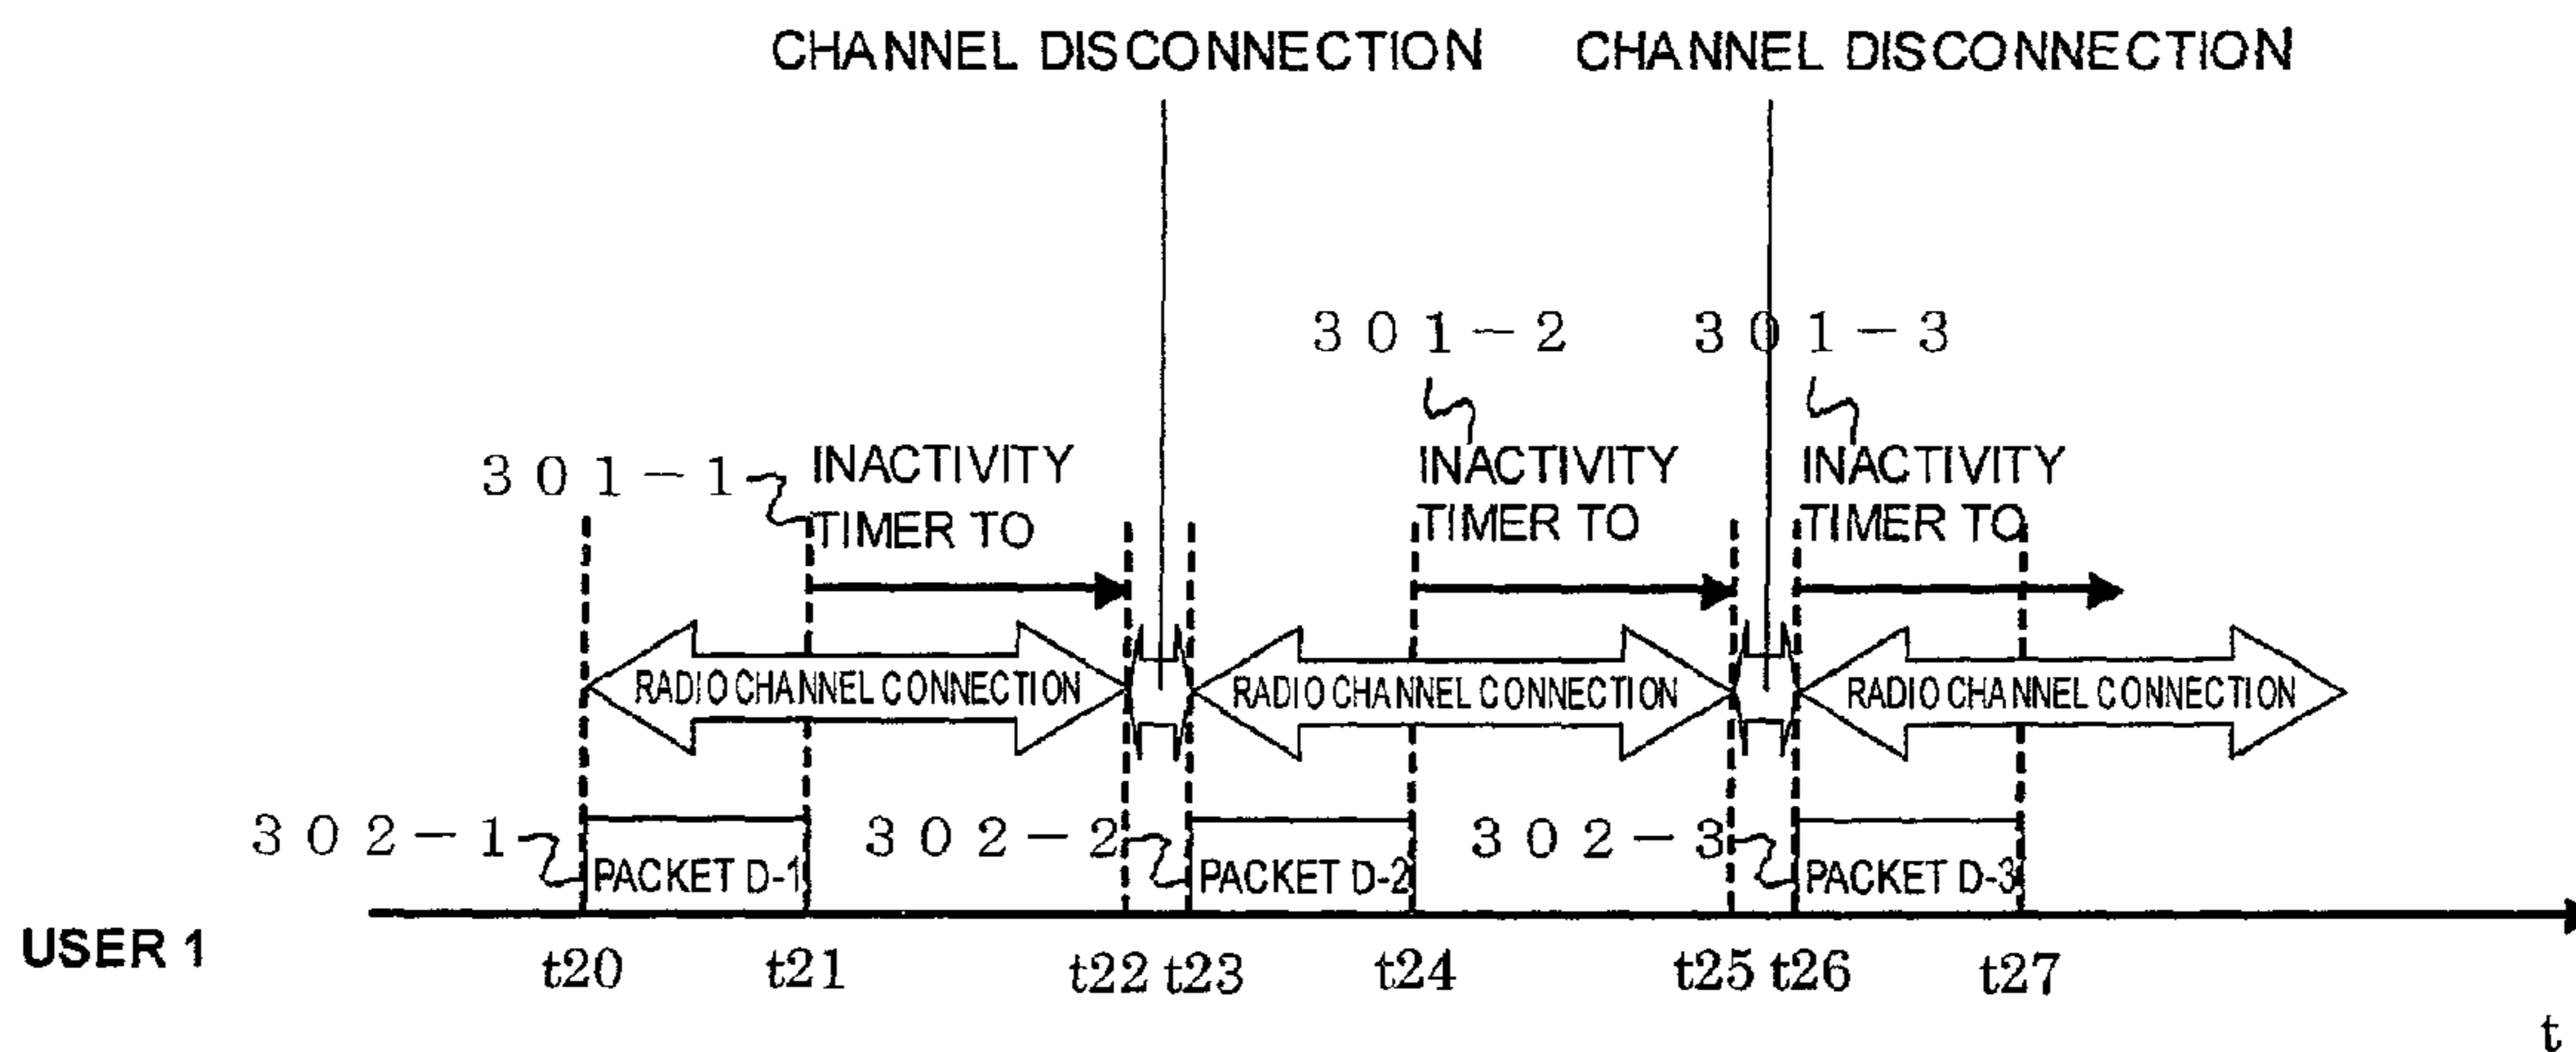 CHANNEL DISCONNECTION CHANNEL DISCONNECTION
301-2 301-3
301-1 INACTIVITY TIMER TO
INACTIVITY TIMER TO
INACTIVITY TIMER TO
RADIO CHANNEL CONNECTION RADIO CHANNEL CONNECTION RADIO CHANNEL CONNECTION
302-1 302-2 302-3
PACKET D-1 PACKET D-2 PACKET D-3
USER 1
t20 t21 t22 t23 t24 t25 t26 t27
t